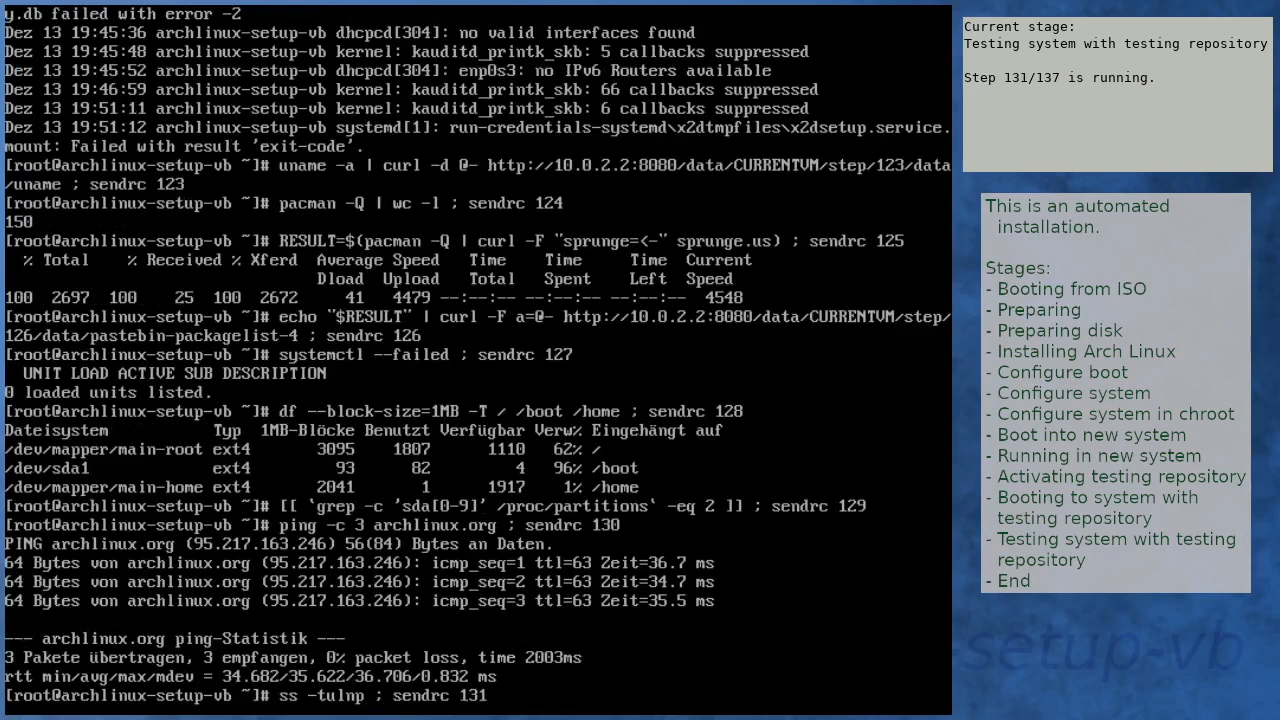 y.db failed with error -2
Dez 13 19:45:36 archlinux-setup-vb dhcpcd[304]: no valid interfaces found
Dez 13 19:45:48 archlinux-setup-vb kernel: kauditd_printk_skb: 5 callbacks suppressed
Dez 13 19:45:52 archlinux-setup-vb dhcpcd[304]: enp0s3: no IPv6 Routers available
Dez 13 19:46:59 archlinux-setup-vb kernel: kauditd_printk_skb: 66 callbacks suppressed
Dez 13 19:51:11 archlinux-setup-vb kernel: kauditd_printk_skb: 6 callbacks suppressed
Dez 13 19:51:12 archlinux-setup-vb systemd[1]: run-credentials-systemd\x2dtmpfiles\x2dsetup.service.
mount: Failed with result 'exit-code'.
[root@archlinux-setup-vb ~]# uname -a | curl -d @- http://10.0.2.2:8080/data/CURRENTVM/step/123/data
/uname ; sendrc 123
[root@archlinux-setup-vb ~]# pacman -Q | wc -l ; sendrc 124
150
[root@archlinux-setup-vb ~]# RESULT=$(pacman -Q | curl -F "sprunge=<-" sprunge.us) ; sendrc 125
  % Total    % Received % Xferd  Average Speed   Time    Time     Time  Current
                                 Dload  Upload   Total   Spent    Left  Speed
100  2697  100    25  100  2672     41   4479 --:--:-- --:--:-- --:--:--  4548
[root@archlinux-setup-vb ~]# echo "$RESULT" | curl -F a=@- http://10.0.2.2:8080/data/CURRENTVM/step/
126/data/pastebin-packagelist-4 ; sendrc 126
[root@archlinux-setup-vb ~]# systemctl --failed ; sendrc 127
  UNIT LOAD ACTIVE SUB DESCRIPTION
0 loaded units listed.
[root@archlinux-setup-vb ~]# df --block-size=1MB -T / /boot /home ; sendrc 128
Dateisystem           Typ  1MB-Blöcke Benutzt Verfügbar Verw% Eingehängt auf
/dev/mapper/main-root ext4       3095    1807      1110   62% /
/dev/sda1             ext4         93      82         4   96% /boot
/dev/mapper/main-home ext4       2041       1      1917    1% /home
[root@archlinux-setup-vb ~]# [[ `grep -c 'sda[0-9]' /proc/partitions` -eq 2 ]] ; sendrc 129
[root@archlinux-setup-vb ~]# ping -c 3 archlinux.org ; sendrc 130
PING archlinux.org (95.217.163.246) 56(84) Bytes an Daten.
64 Bytes von archlinux.org (95.217.163.246): icmp_seq=1 ttl=63 Zeit=36.7 ms
64 Bytes von archlinux.org (95.217.163.246): icmp_seq=2 ttl=63 Zeit=34.7 ms
64 Bytes von archlinux.org (95.217.163.246): icmp_seq=3 ttl=63 Zeit=35.5 ms
--- archlinux.org ping-Statistik ---
3 Pakete übertragen, 3 empfangen, 0% packet loss, time 2003ms
rtt min/avg/max/mdev = 34.682/35.622/36.706/0.832 ms
[root@archlinux-setup-vb ~]# ss -tulnp ; sendrc 131
Current stage:
Testing system with testing repository
Step 131/137 is running.
This is an automated
installation.
Stages:
- Booting from ISO
- Preparing
- Preparing disk
- Installing Arch Linux
- Configure boot
- Configure system
- Configure system in chroot
- Boot into new system
- Running in new system
- Activating testing repository
- Booting to system with
testing repository
- Testing system with testing
repository
- End
-setup-vb